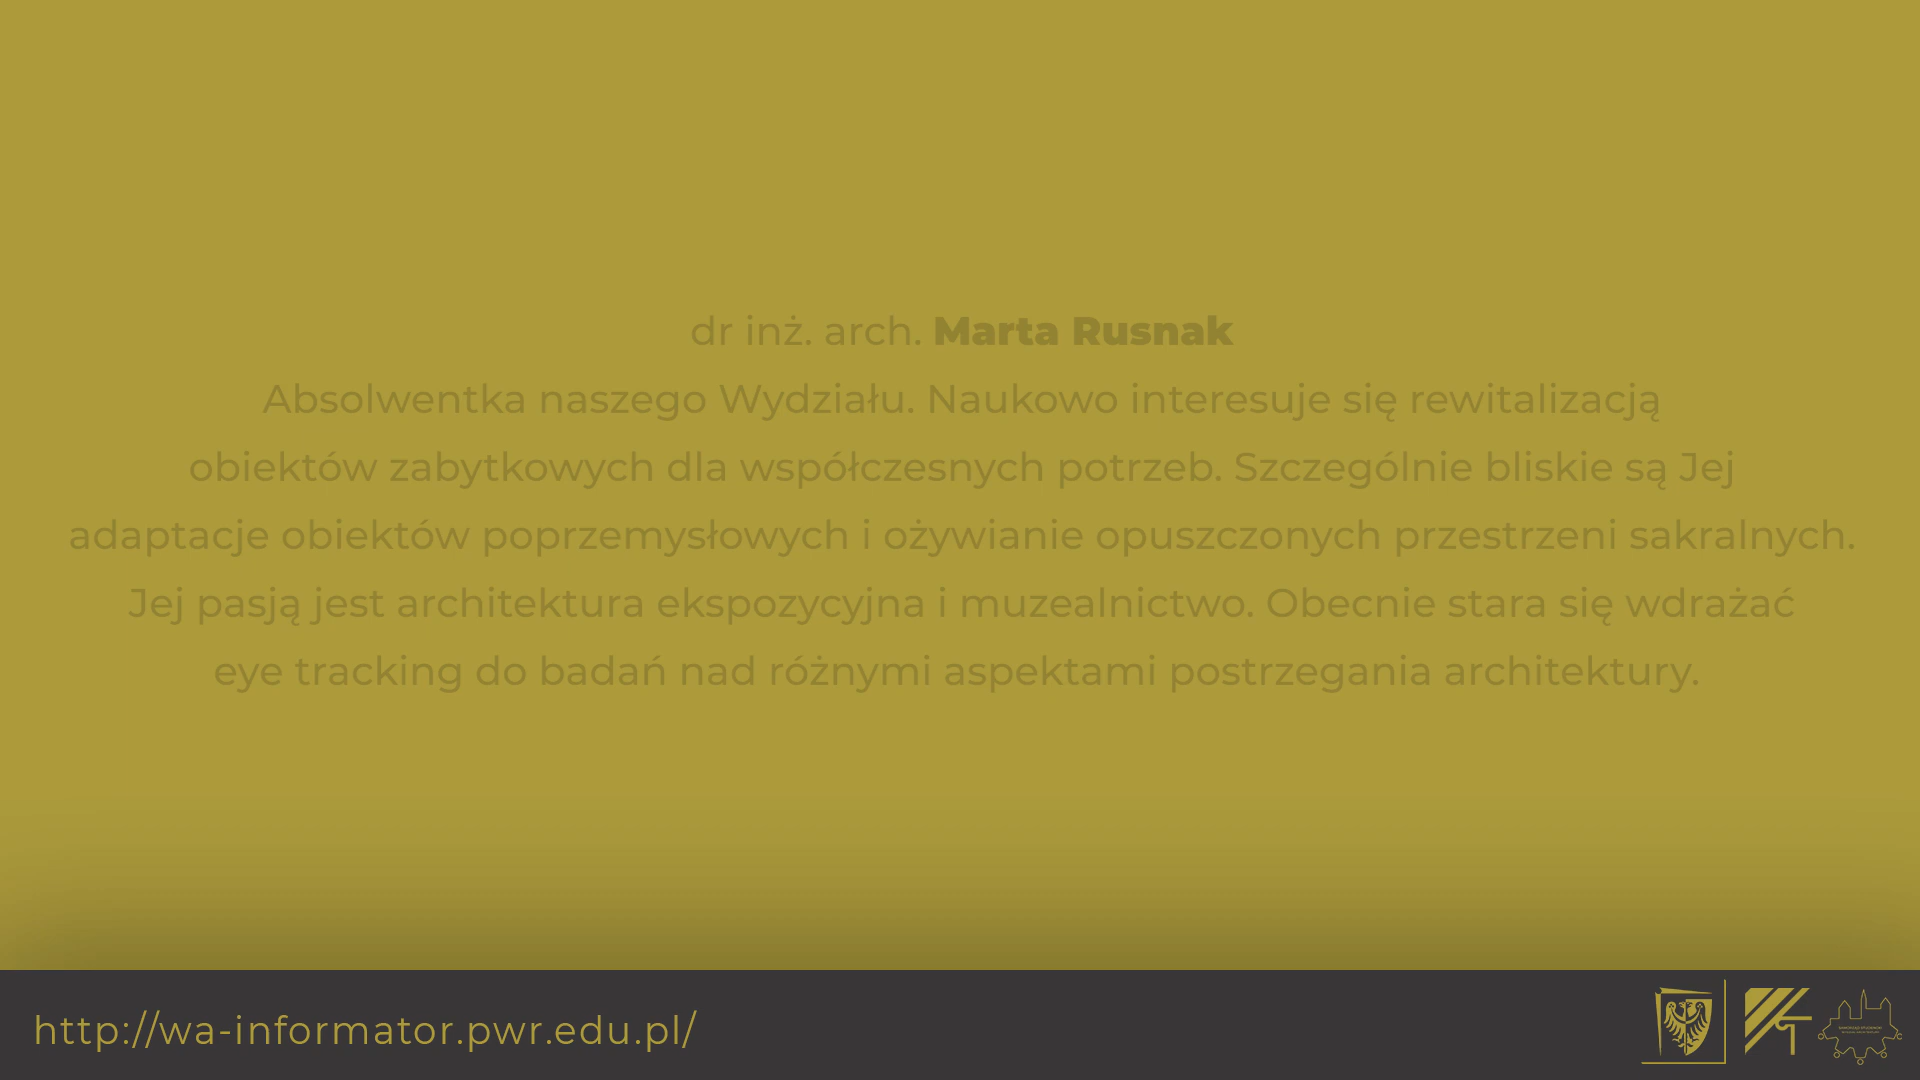 dr inż. arch. Marta Rusnak
Absolwentka naszego Wydziału. Naukowo interesuje się rewitalizacją
obiektów zabytkowych dla współczesnych potrzeb. Szczególnie bliskie są Jej
adaptacje obiektów poprzemysłowych i ożywianie opuszczonych przestrzeni sakralnych.
Jej pasją jest architektura ekspozycyjna i muzealnictwo. Obecnie stara się wdrażać
eye tracking do badań nad różnymi aspektami postrzegania architektury.
http://wa-informator.pwr.edu.pl/